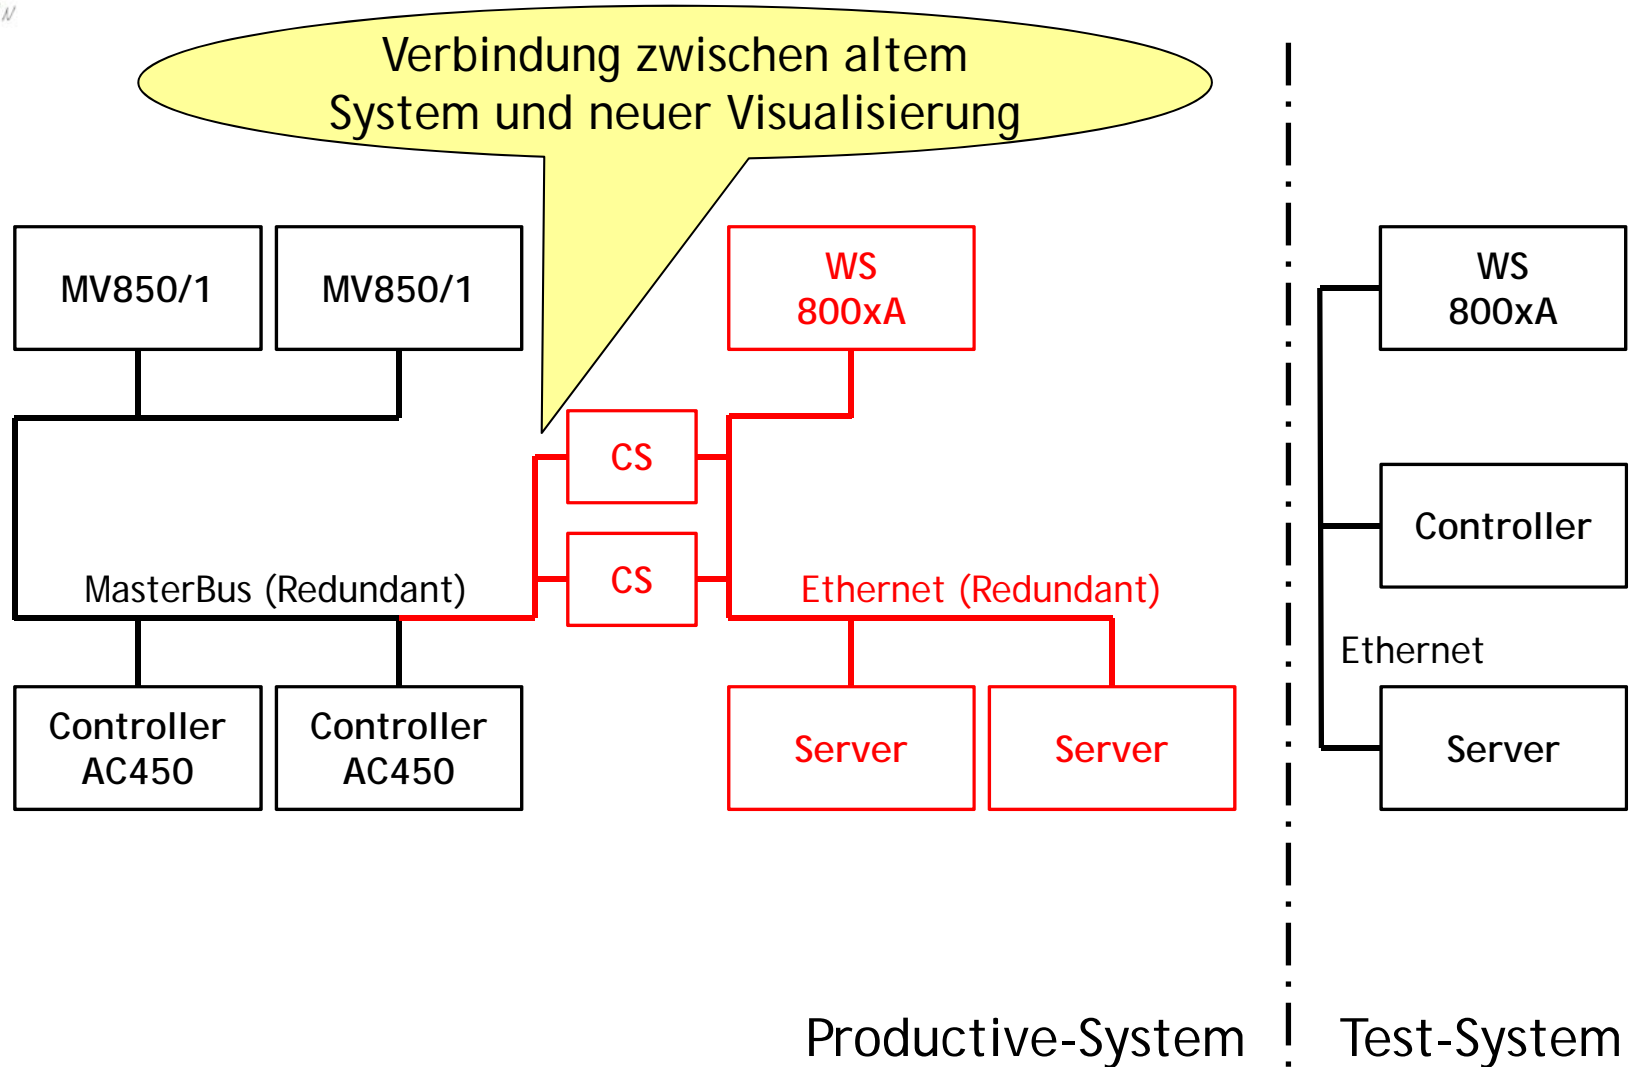 N
Verbindung zwischen altem
System und neuer Visualisierung
MV850/1
MV850/1
WS
800xA
WS
800xA
CS
CS
Controller
MasterBus (Redundant)
Ethernet (Redundant)
Ethernet
Controller
AC450
Controller
AC450
Server
Server
Server
Productive-System
Test-System